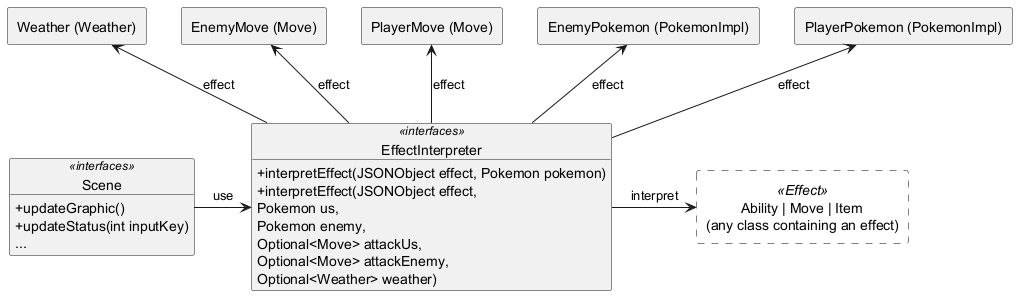 Weather (Weather)
EnemyMove (Move)
PlayerMove (Move)
EnemyPokemon (PokemonImpl)
PlayerPokemon (PokemonImpl)
effect
effect
effect
effect
effect
«interfaces»
Scene
+updateGraphic()
+updateStatus(int inputKey)
...
use
«interfaces»
EffectInterpreter
+interpretEffect(JSONObject effect, Pokemon pokemon)
+interpretEffect(JSONObject effect,
Pokemon us,
Pokemon enemy,
Optional<Move> attackUs,
Optional<Move> attackEnemy,
Optional<Weather> weather)
interpret
«Effect»
Ability | Move | Item
(any class containing an effect)